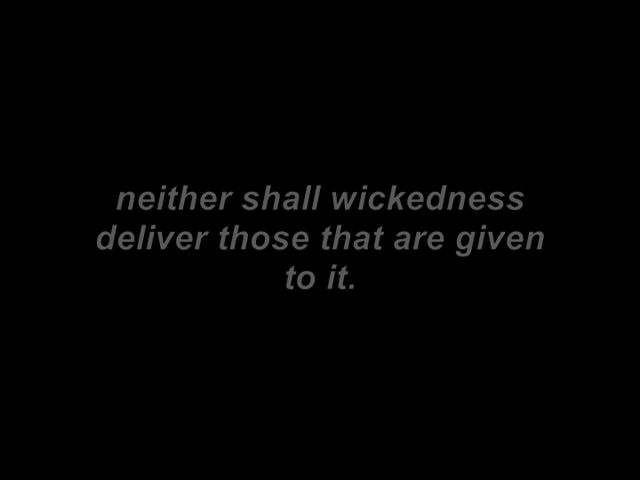 neither shall wickedness
deliver those that are given
to it.